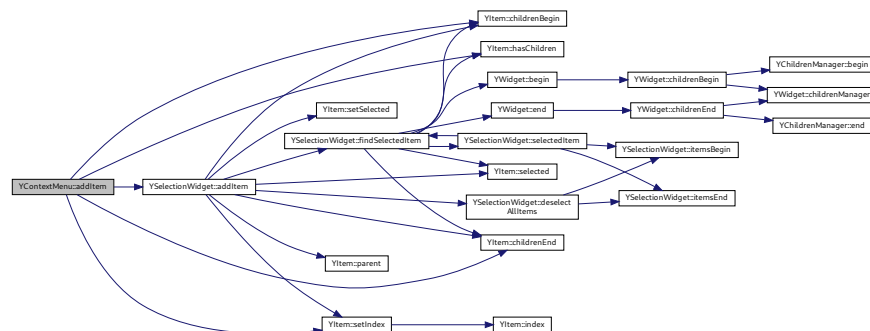 YItem::childrenBegin
YItem::hasChildren
YChildrenManager::begin
YWidget::begin
YWidget::childrenBegin
YWidget::childrenManager
YItem::setSelected
YWidget::end
YWidget::childrenEnd
YChildrenManager::end
YSelectionWidget::findSelectedItem
YSelectionWidget::selectedItem
YSelectionWidget::itemsBegin
YItem::selected
YContextMenu::addItem
YSelectionWidget::addItem
YSelectionWidget::deselect
AllItems
YSelectionWidget::itemsEnd
YItem::childrenEnd
YItem::parent
YItem::setIndex
YItem::index